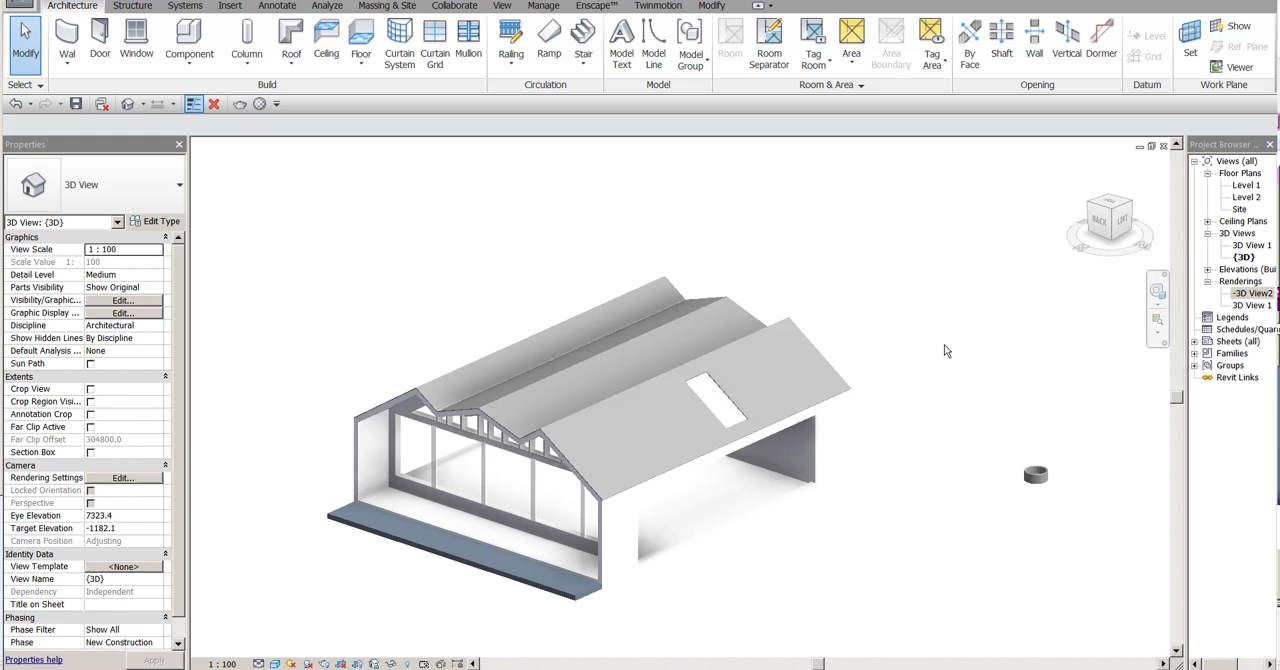 Architecture Structure Systems Insert Annotate Analyze Massing & Site Collaborate View Manage Enscape™ Twinmotion Modify
Modify Wall Door Window Component Column Roof Ceiling Floor Curtain System Curtain Grid Mullion Railing Ramp Stair Model Text Model Line Model Group Room Room Separator Tag Room Area Area Boundary Tag Area By Face Shaft Wall Vertical Dormer Level Grid Set Show Ref Plane Viewer
Select Build Circulation Model Room & Area Opening Datum Work Plane
Properties
3D View
3D View: {3D} Edit Type
Graphics
View Scale 1 : 100
Scale Value 1: 100
Detail Level Medium
Parts Visibility Show Original
Visibility/Graphic... Edit...
Graphic Display ... Edit...
Discipline Architectural
Show Hidden Lines By Discipline
Default Analysis ... None
Sun Path
Extents
Crop View
Crop Region Visi...
Annotation Crop
Far Clip Active
Far Clip Offset 304800.0
Section Box
Camera
Rendering Settings Edit...
Locked Orientation
Perspective
Eye Elevation 7323.4
Target Elevation -1182.1
Camera Position Adjusting
Identity Data
View Template <None>
View Name {3D}
Dependency Independent
Title on Sheet
Phasing
Phase Filter Show All
Phase New Construction
Properties help Apply
BACK LEFT
1 : 100
Project Browser ...
Views (all)
Floor Plans
Level 1
Level 2
Site
Ceiling Plans
3D Views
3D View 1
{3D}
Elevations (Bui
Renderings
-3D View2
3D View 1
Legends
Schedules/Quan
Sheets (all)
Families
Groups
Revit Links